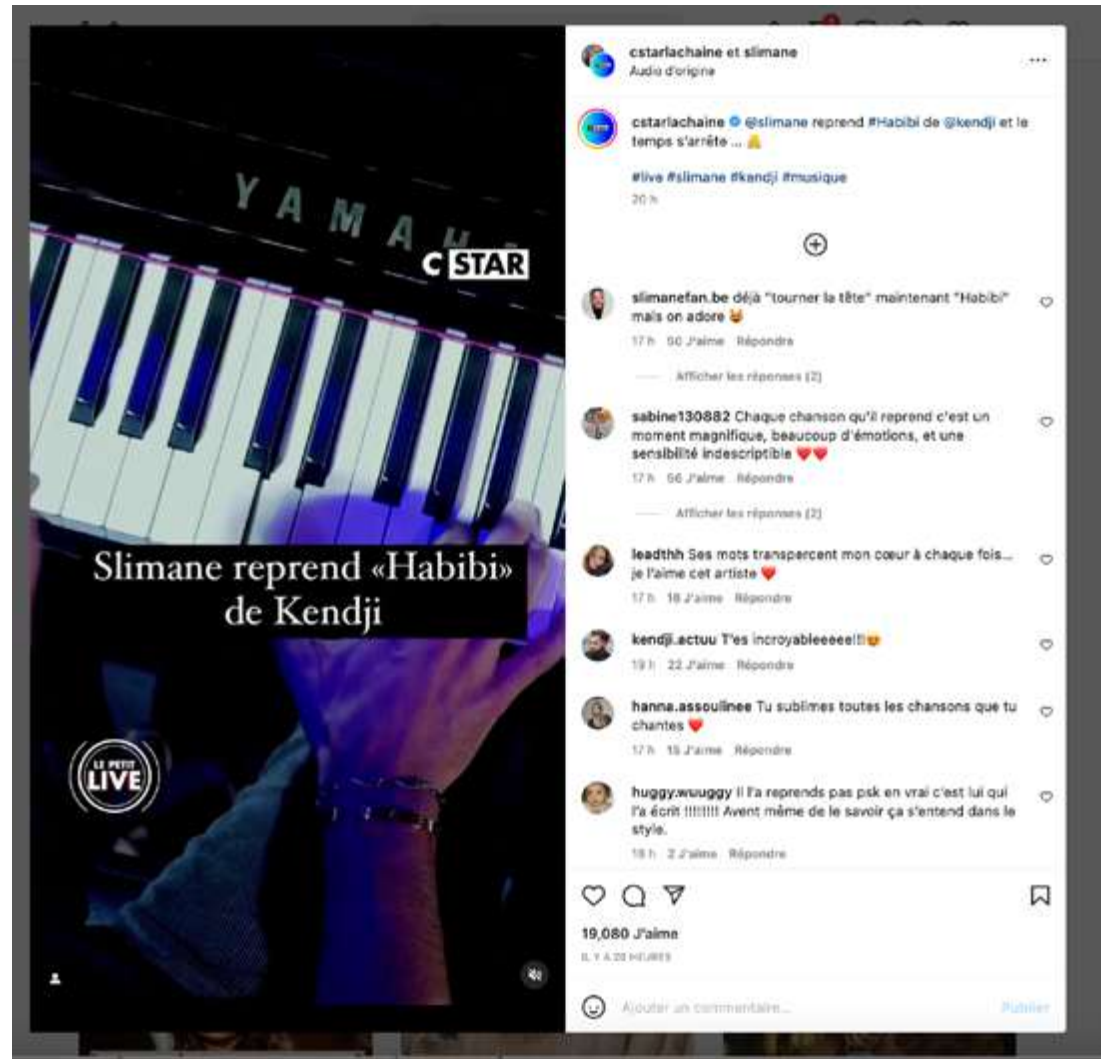 YAMAHA
C STAR
Slimane reprend «Habibi»
de Kendji
LE PETIT
LIVE
cstarlachaine et slimane
Audio d'origine
cstarlachaine @slimane reprend #Habibi de @kendji et le
temps s'arrête ... 🙏
#live #slimane #kendji #musique
20 h
slimanefan.be déjà "tourner la tête" maintenant "Habibi"
mais on adore 😻
17 h 50 J'aime Répondre
Afficher les réponses (2)
sabine130882 Chaque chanson qu'il reprend c'est un
moment magnifique, beaucoup d'émotions, et une
sensibilité indescriptible ❤️❤️
17 h 56 J'aime Répondre
Afficher les réponses (2)
leadthh Ses mots transpercent mon cœur à chaque fois...
je l'aime cet artiste ❤️
17 h 18 J'aime Répondre
kendji.actuu T'es incroyableeeee!!!😍
19 h 22 J'aime Répondre
hanna.assoulinee Tu sublimes toutes les chansons que tu
chantes ❤️
17 h 15 J'aime Répondre
huggy.wuuggy Il l'a reprends pas psk en vrai c'est lui qui
l'a écrit !!!!!!!!! Avent même de le savoir ça s'entend dans le
style.
18 h 2 J'aime Répondre
19,080 J'aime
IL Y A 20 HEURES
Ajouter un commentaire...
Publier